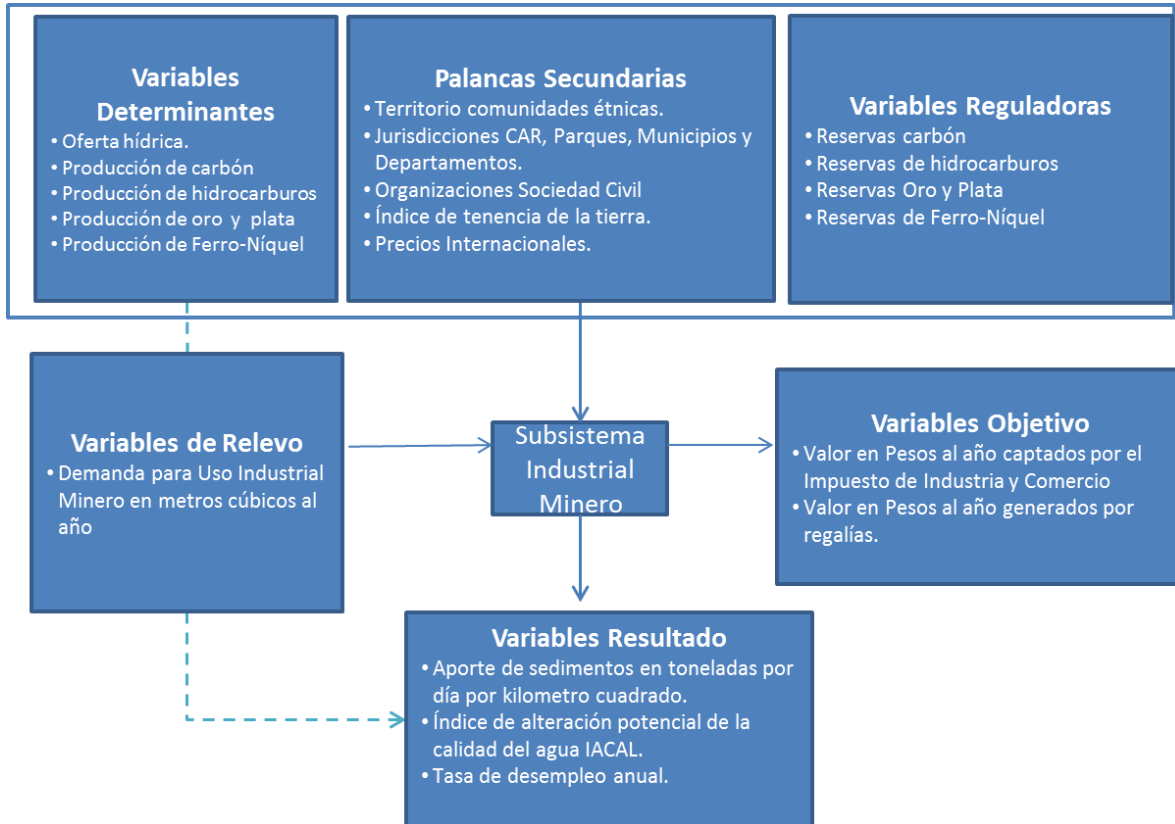 Variables
Determinantes
• Oferta hídrica.
• Producción de carbón
• Producción de hidrocarburos
• Producción de oro y plata
• Producción de Ferro-Níquel
Palancas Secundarias
• Territorio comunidades étnicas.
• Jurisdicciones CAR, Parques, Municipios y
Departamentos.
• Organizaciones Sociedad Civil
• Índice de tenencia de la tierra.
• Precios Internacionales.
Variables Reguladoras
• Reservas carbón
• Reservas de hidrocarburos
• Reservas Oro y Plata
• Reservas de Ferro-Níquel
Variables de Relevo
• Demanda para Uso Industrial
Minero en metros cúbicos al
año
Subsistema
Industrial
Minero
Variables Objetivo
• Valor en Pesos al año captados por el
Impuesto de Industria y Comercio
• Valor en Pesos al año generados por
regalías.
Variables Resultado
• Aporte de sedimentos en toneladas por
día por kilometro cuadrado.
• Índice de alteración potencial de la
calidad del agua IACAL.
• Tasa de desempleo anual.